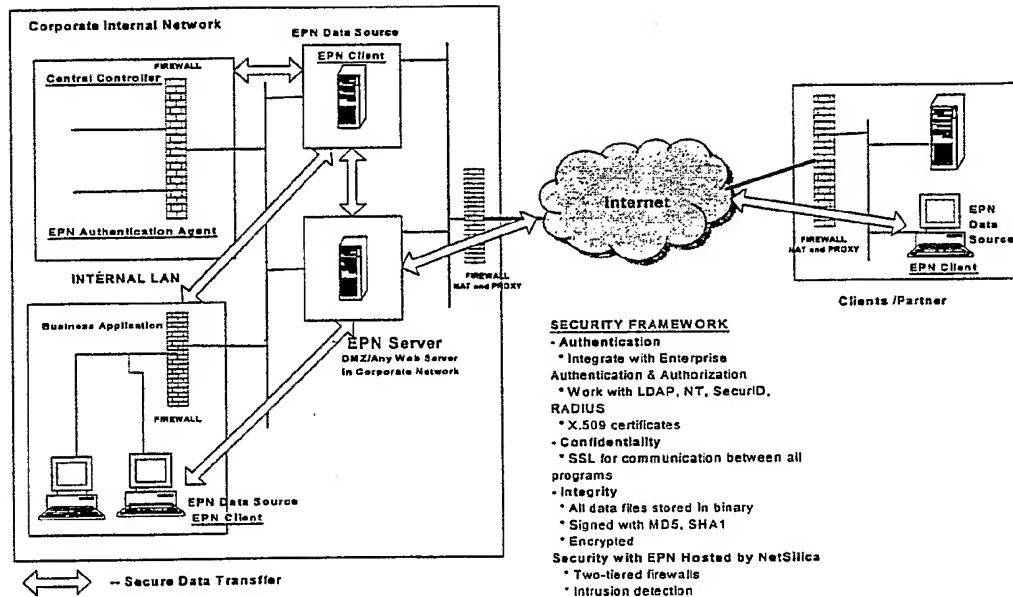 Corporate Internal Network
EPN Data Source
EPN Client
FIREWALL
Central Controller
EPN Authentication Agent
INTERNAL LAN
Business Application
FIREWALL
EPN Data Source
EPN Client
EPN Server
DMZ/Any Web Server
In Corporate Network
FIREWALL
NAT and PROXY
Internet
FIREWALL
NAT and PROXY
EPN
Data
Source
EPN Client
Clients /Partner
SECURITY FRAMEWORK
- Authentication
* Integrate with Enterprise
Authentication & Authorization
* Work with LDAP, NT, SecurID,
RADIUS
* X.509 certificates
- Confidentiality
* SSL for communication between all
programs
- Integrity
* All data files stored in binary
* Signed with MD5, SHA1
* Encrypted
Security with EPN Hosted by NetSilica
* Two-tiered firewalls
* Intrusion detection
-- Secure Data Transffer